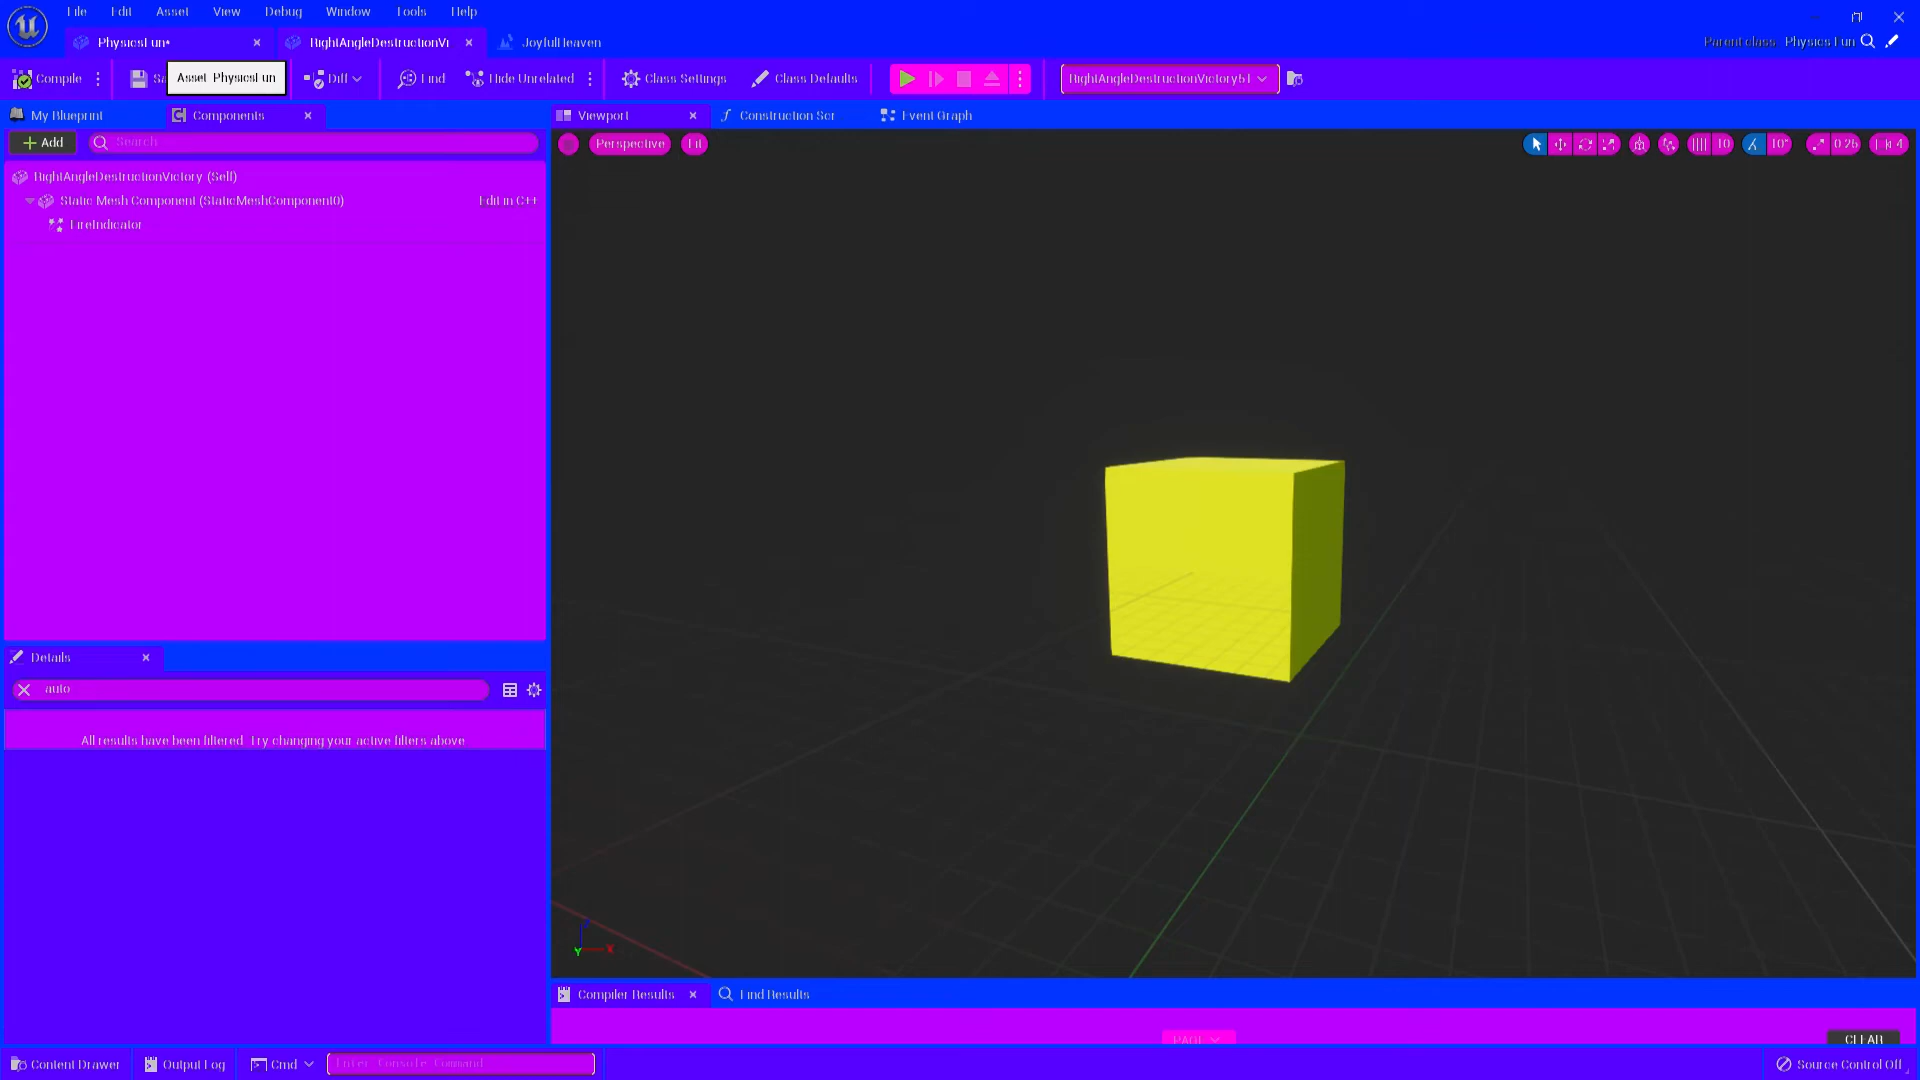 File Edit Asset View Debug Window Tools Help
PhysicsFun* RightAngleDestructionVi JoyfulHeaven
Parent class Physics Fun
Compile Sa Asset PhysicsFun Diff Find Hide Unrelated Class Settings Class Defaults RightAngleDestructionVictory51
My Blueprint Components Viewport Construction Scr Event Graph
Add Search Perspective Lit 10 10° 0.25 4
RightAngleDestructionVictory (Self)
Static Mesh Component (StaticMeshComponent0) Edit in C++
FireIndicator
Details
auto
All results have been filtered. Try changing your active filters above
Z
Y X
Compiler Results Find Results
PAGE CLEAR
Content Drawer Output Log Cmd Enter Console Command Source Control Off